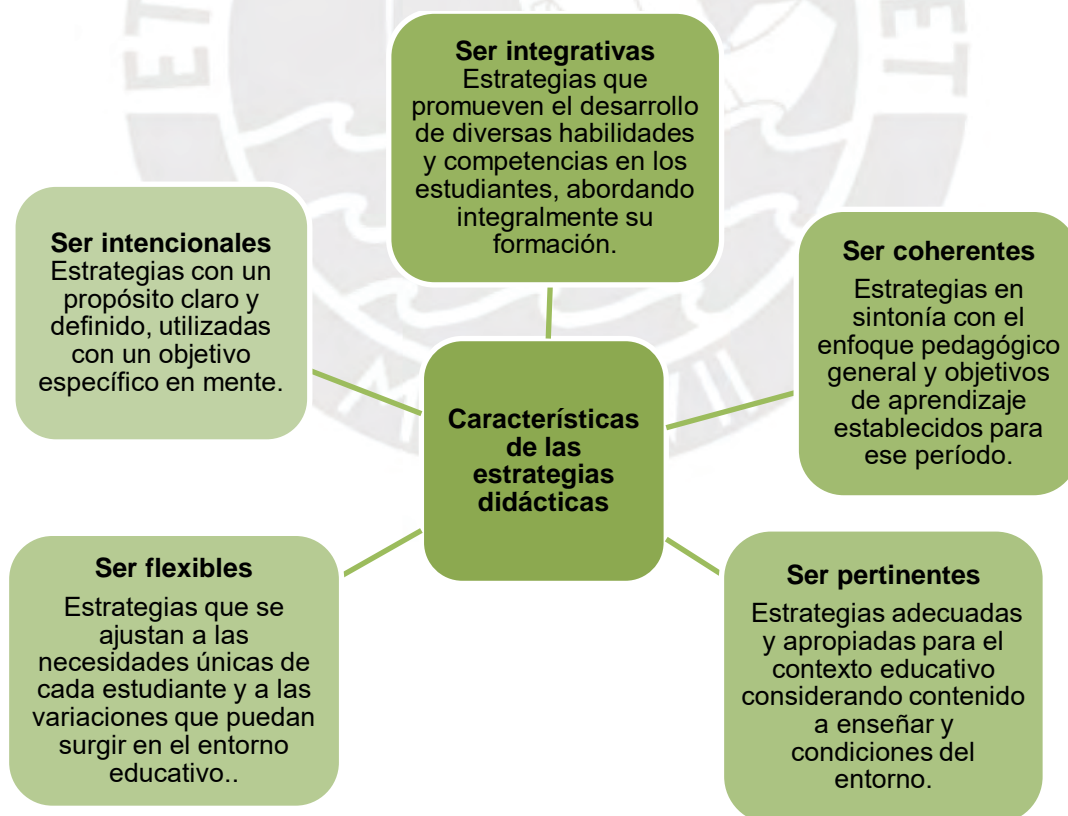 Ser integrativas
Estrategias que
promueven el desarrollo
de diversas habilidades
y competencias en los
estudiantes, abordando
integralmente su
formación.
Ser intencionales
Estrategias con un
propósito claro y
definido, utilizadas
con un objetivo
específico en mente.
Ser coherentes
Estrategias en
sintonía con el
enfoque pedagógico
general y objetivos
de aprendizaje
establecidos para
ese período.
Características
de las
estrategias
didácticas
Ser flexibles
Estrategias que se
ajustan a las
necesidades únicas de
cada estudiante y a las
variaciones que puedan
surgir en el entorno
educativo..
Ser pertinentes
Estrategias adecuadas
y apropiadas para el
contexto educativo
considerando contenido
a enseñar y
condiciones del
entorno.
ET
ET